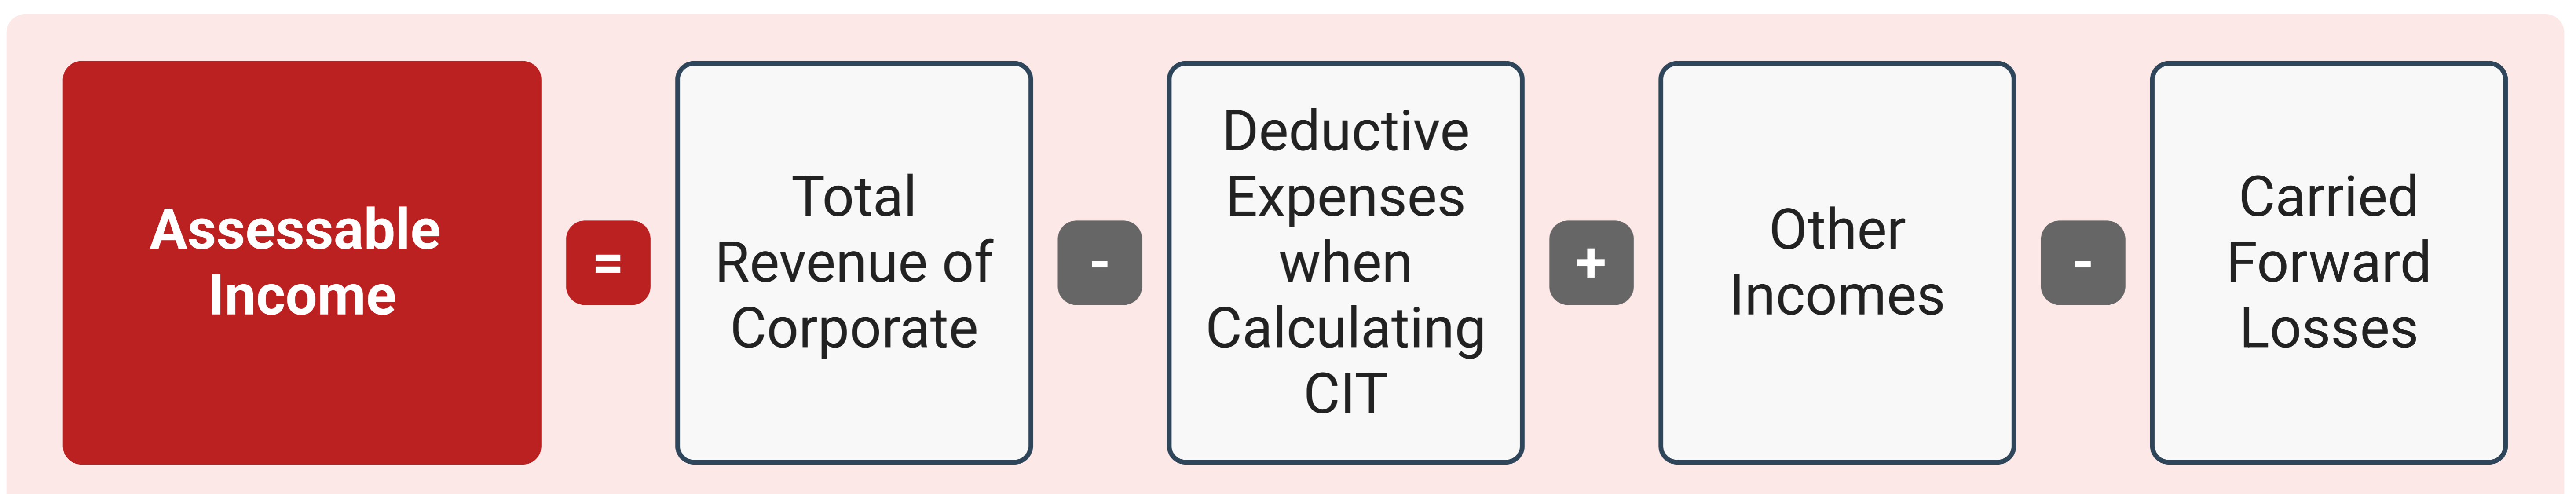 Assessable
Income
=
Total
Revenue of
Corporate
-
Deductive
Expenses
when
Calculating
CIT
+
Other
Incomes
-
Carried
Forward
Losses